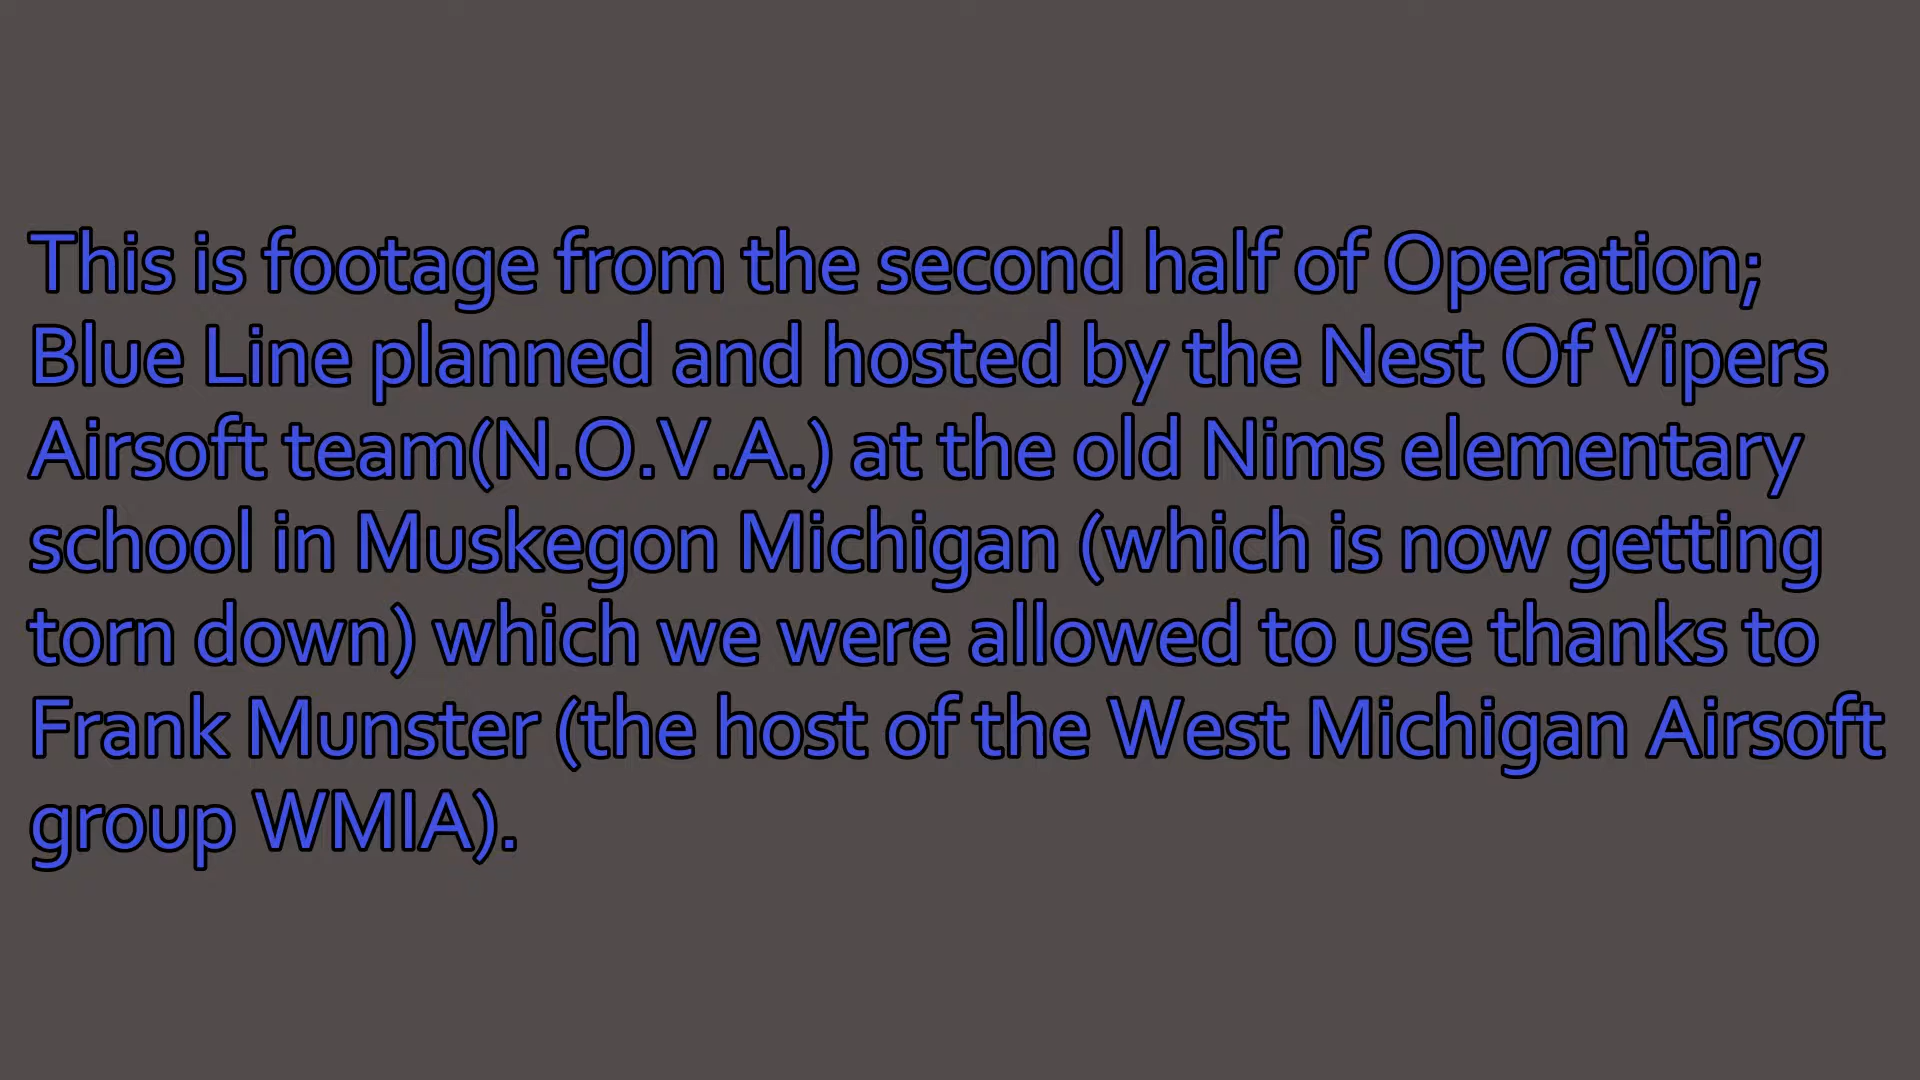 This is footage from the second half of Operation;
Blue Line planned and hosted by the Nest Of Vipers
Airsoft team(N.O.V.A.) at the old Nims elementary
school in Muskegon Michigan (which is now getting
torn down) which we were allowed to use thanks to
Frank Munster (the host of the West Michigan Airsoft
group WMIA).